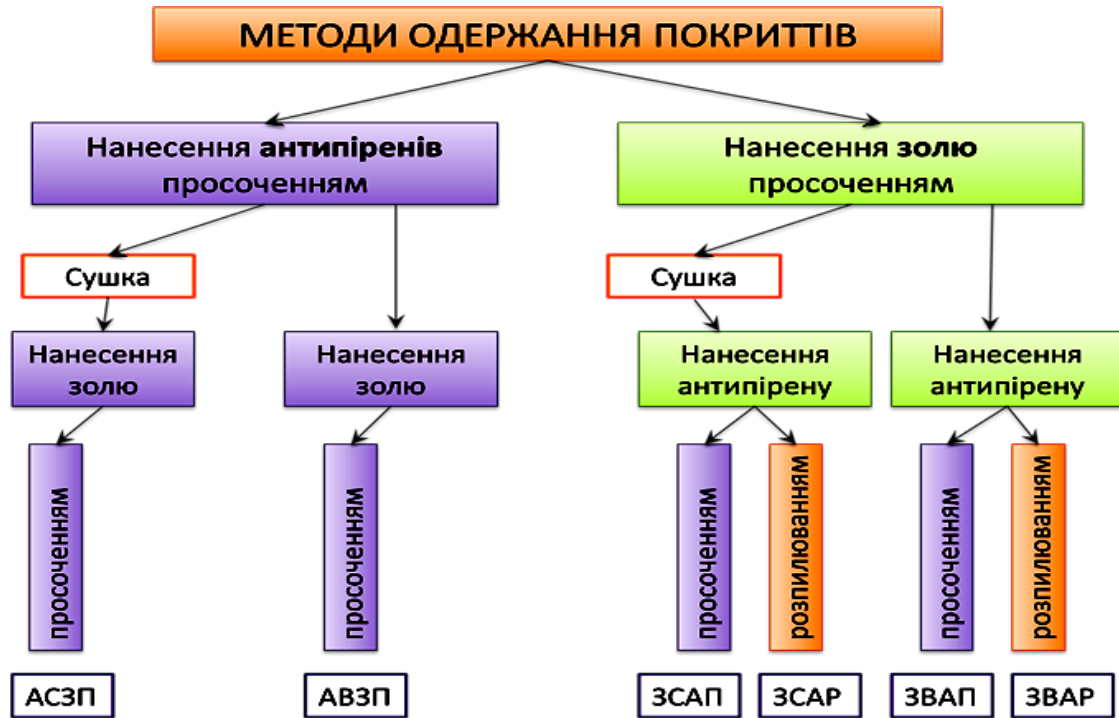 МЕТОДИ ОДЕРЖАННЯ ПОКРИТТІВ
Нанесення антипіренів
просоченням
Нанесення золю
просоченням
Сушка
Сушка
Нанесення
золю
Нанесення
золю
Нанесення
антипірену
Нанесення
антипірену
просоченням
просоченням
просоченням
розпилюванням
просоченням
розпилюванням
АСЗП
АВЗП
ЗСАП
ЗСАР
ЗВАП
ЗВАР